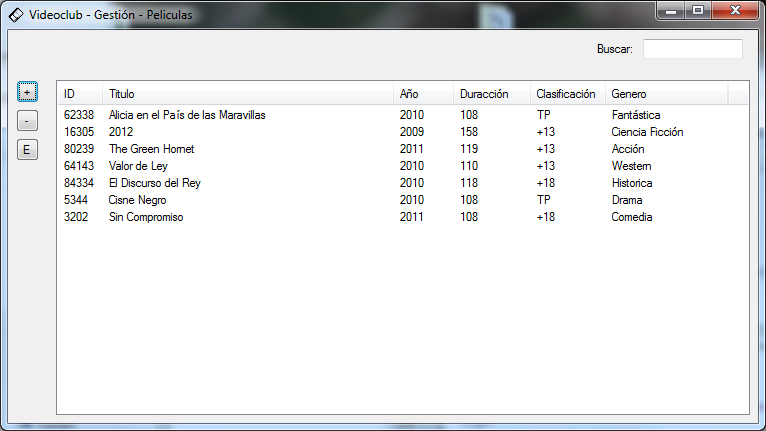 Videoclub - Gestión - Peliculas
Buscar:
+
-
E
ID Titulo Año Duracción Clasificación Genero
62338 Alicia en el País de las Maravillas 2010 108 TP Fantástica
16305 2012 2009 158 +13 Ciencia Ficción
80239 The Green Hornet 2011 119 +13 Acción
64143 Valor de Ley 2010 110 +13 Western
84334 El Discurso del Rey 2010 118 +18 Historica
5344 Cisne Negro 2010 108 TP Drama
3202 Sin Compromiso 2011 108 +18 Comedia